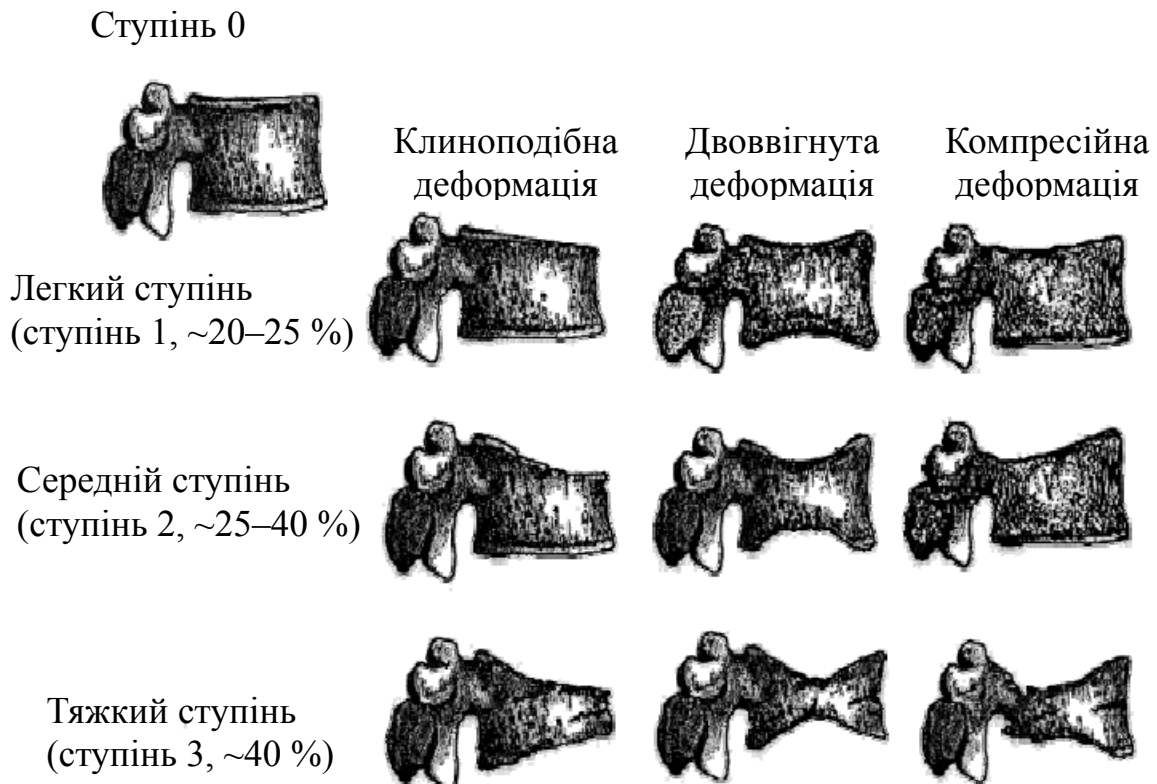 Ступінь 0
Клиноподібна
деформація
Двоввігнута
деформація
Компресійна
деформація
Легкий ступінь
(ступінь 1, ~20–25 %)
Середній ступінь
(ступінь 2, ~25–40 %)
Тяжкий ступінь
(ступінь 3, ~40 %)